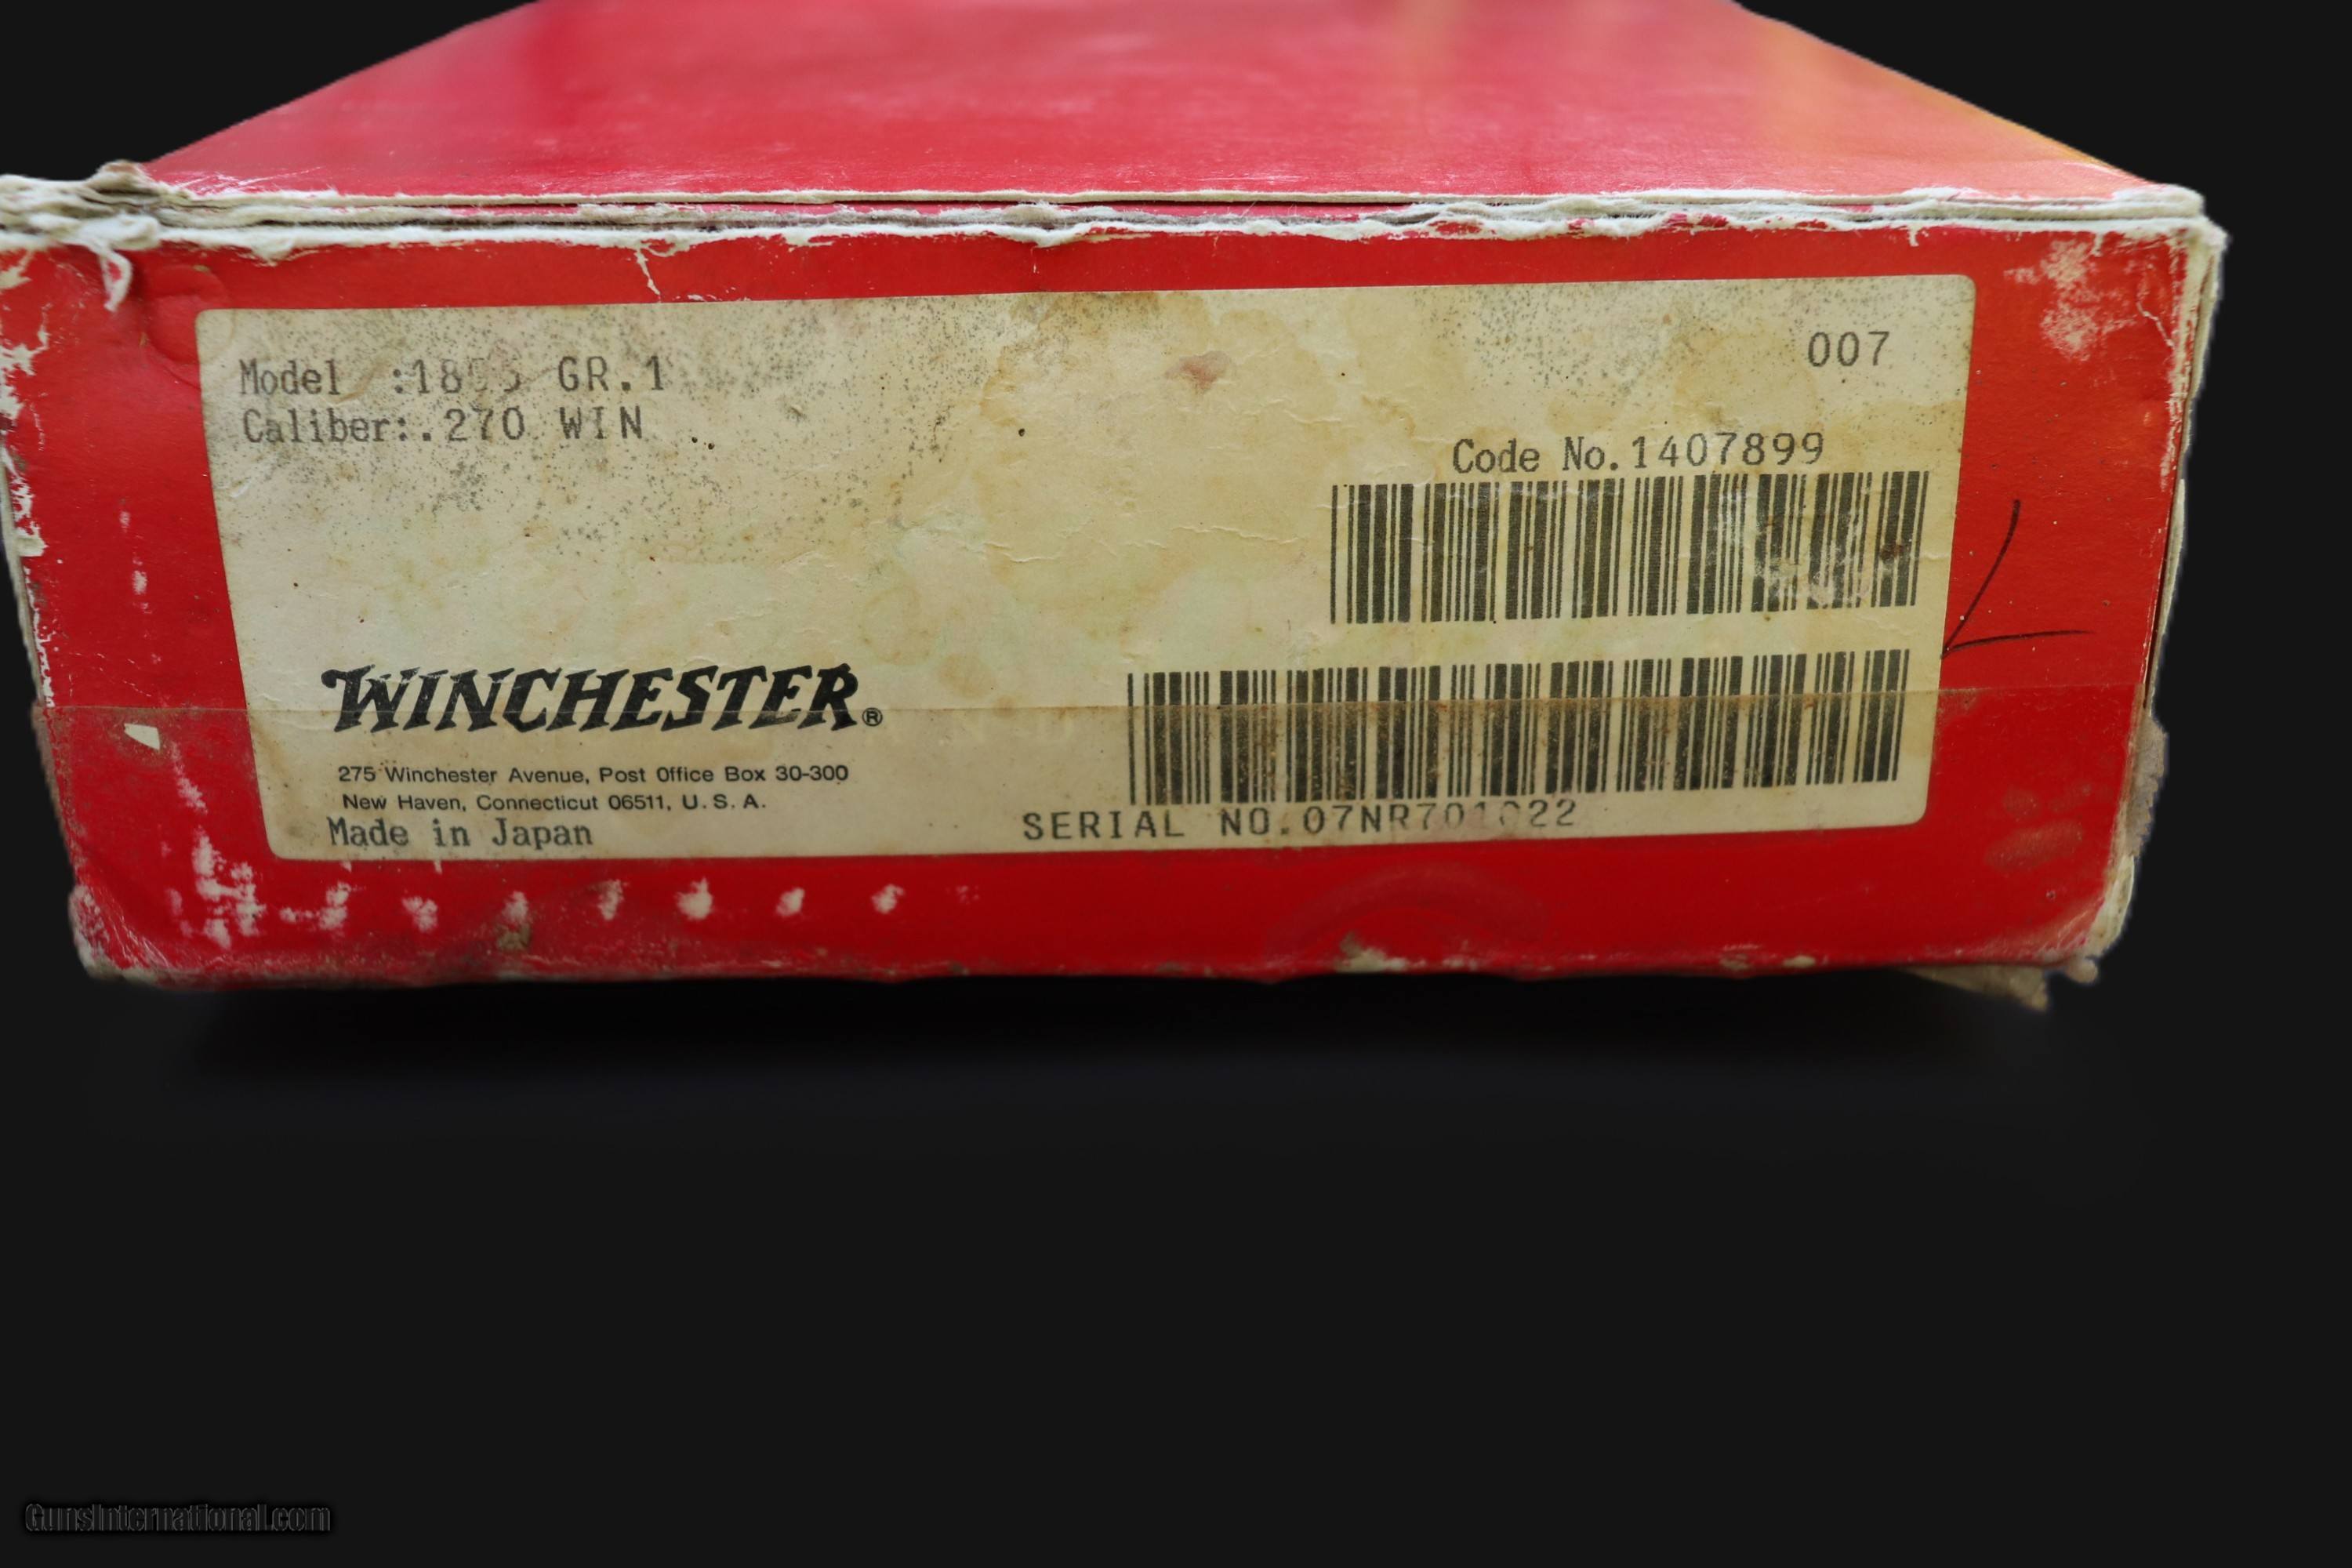 007
Model : GR.1
Caliber:.270 WIN
Code No.1407899
WINCHESTER®
275 Winchester Avenue, Post Office Box 30-300
New Haven, Connecticut 06511, U. S. A.
Made in Japan
SERIAL NO.
GunsInternational.com